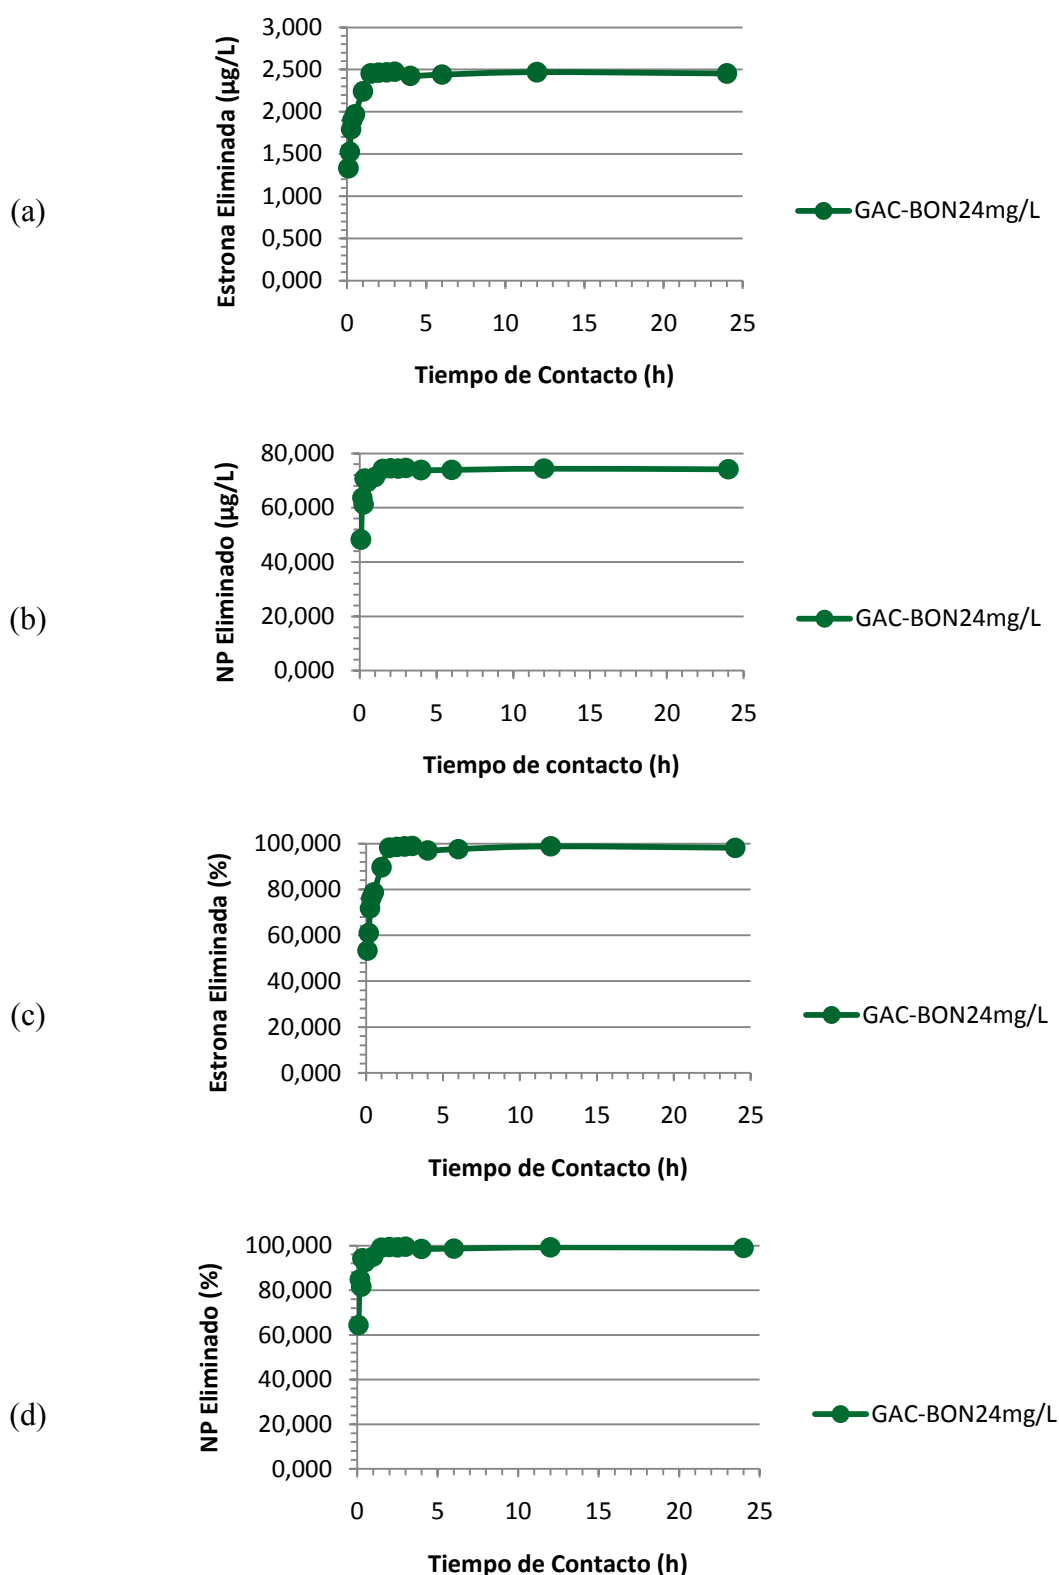 (a)
Estrona Eliminada (µg/L)
3,000
2,500
2,000
1,500
1,000
0,500
0,000
0 5 10 15 20 25
Tiempo de Contacto (h)
GAC-BON24mg/L
(b)
NP Eliminado (µg/L)
80,000
60,000
40,000
20,000
0,000
0 5 10 15 20 25
Tiempo de contacto (h)
GAC-BON24mg/L
(c)
Estrona Eliminada (%)
100,000
80,000
60,000
40,000
20,000
0,000
0 5 10 15 20 25
Tiempo de Contacto (h)
GAC-BON24mg/L
(d)
NP Eliminado (%)
100,000
80,000
60,000
40,000
20,000
0,000
0 5 10 15 20 25
Tiempo de Contacto (h)
GAC-BON24mg/L